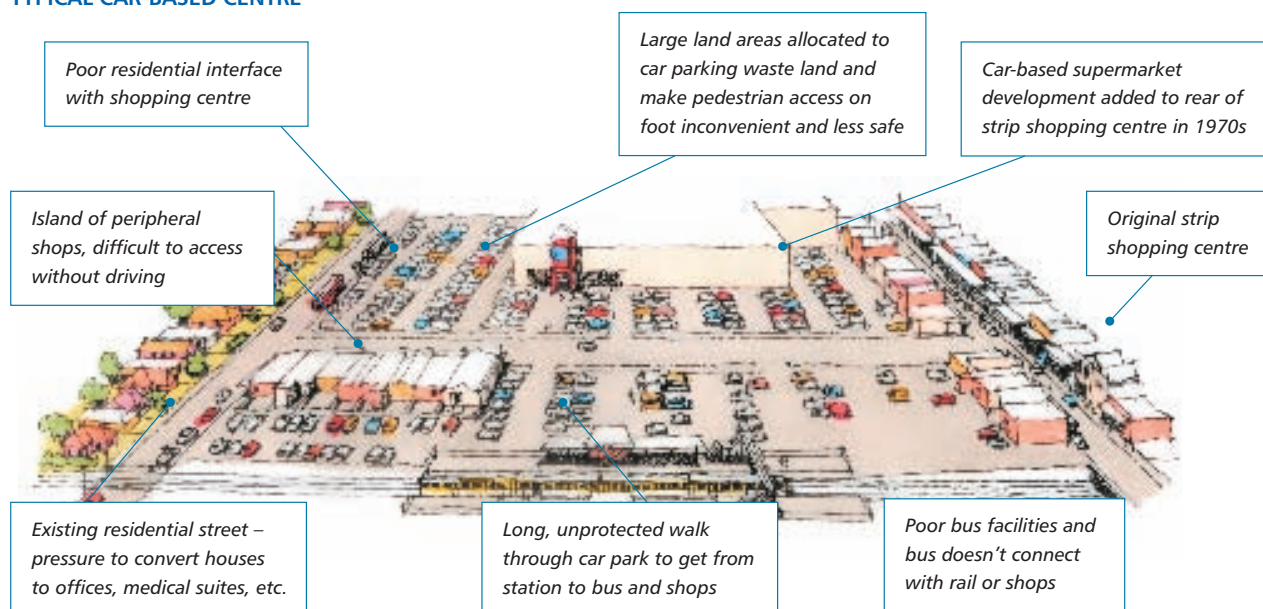 TYPICAL CAR-BASED CENTRE
Poor residential interface
with shopping centre
Large land areas allocated to
car parking waste land and
make pedestrian access on
foot inconvenient and less safe
Car-based supermarket
development added to rear of
strip shopping centre in 1970s
Island of peripheral
shops, difficult to access
without driving
Original strip
shopping centre
Existing residential street –
pressure to convert houses
to offices, medical suites, etc.
Long, unprotected walk
through car park to get from
station to bus and shops
Poor bus facilities and
bus doesn’t connect
with rail or shops